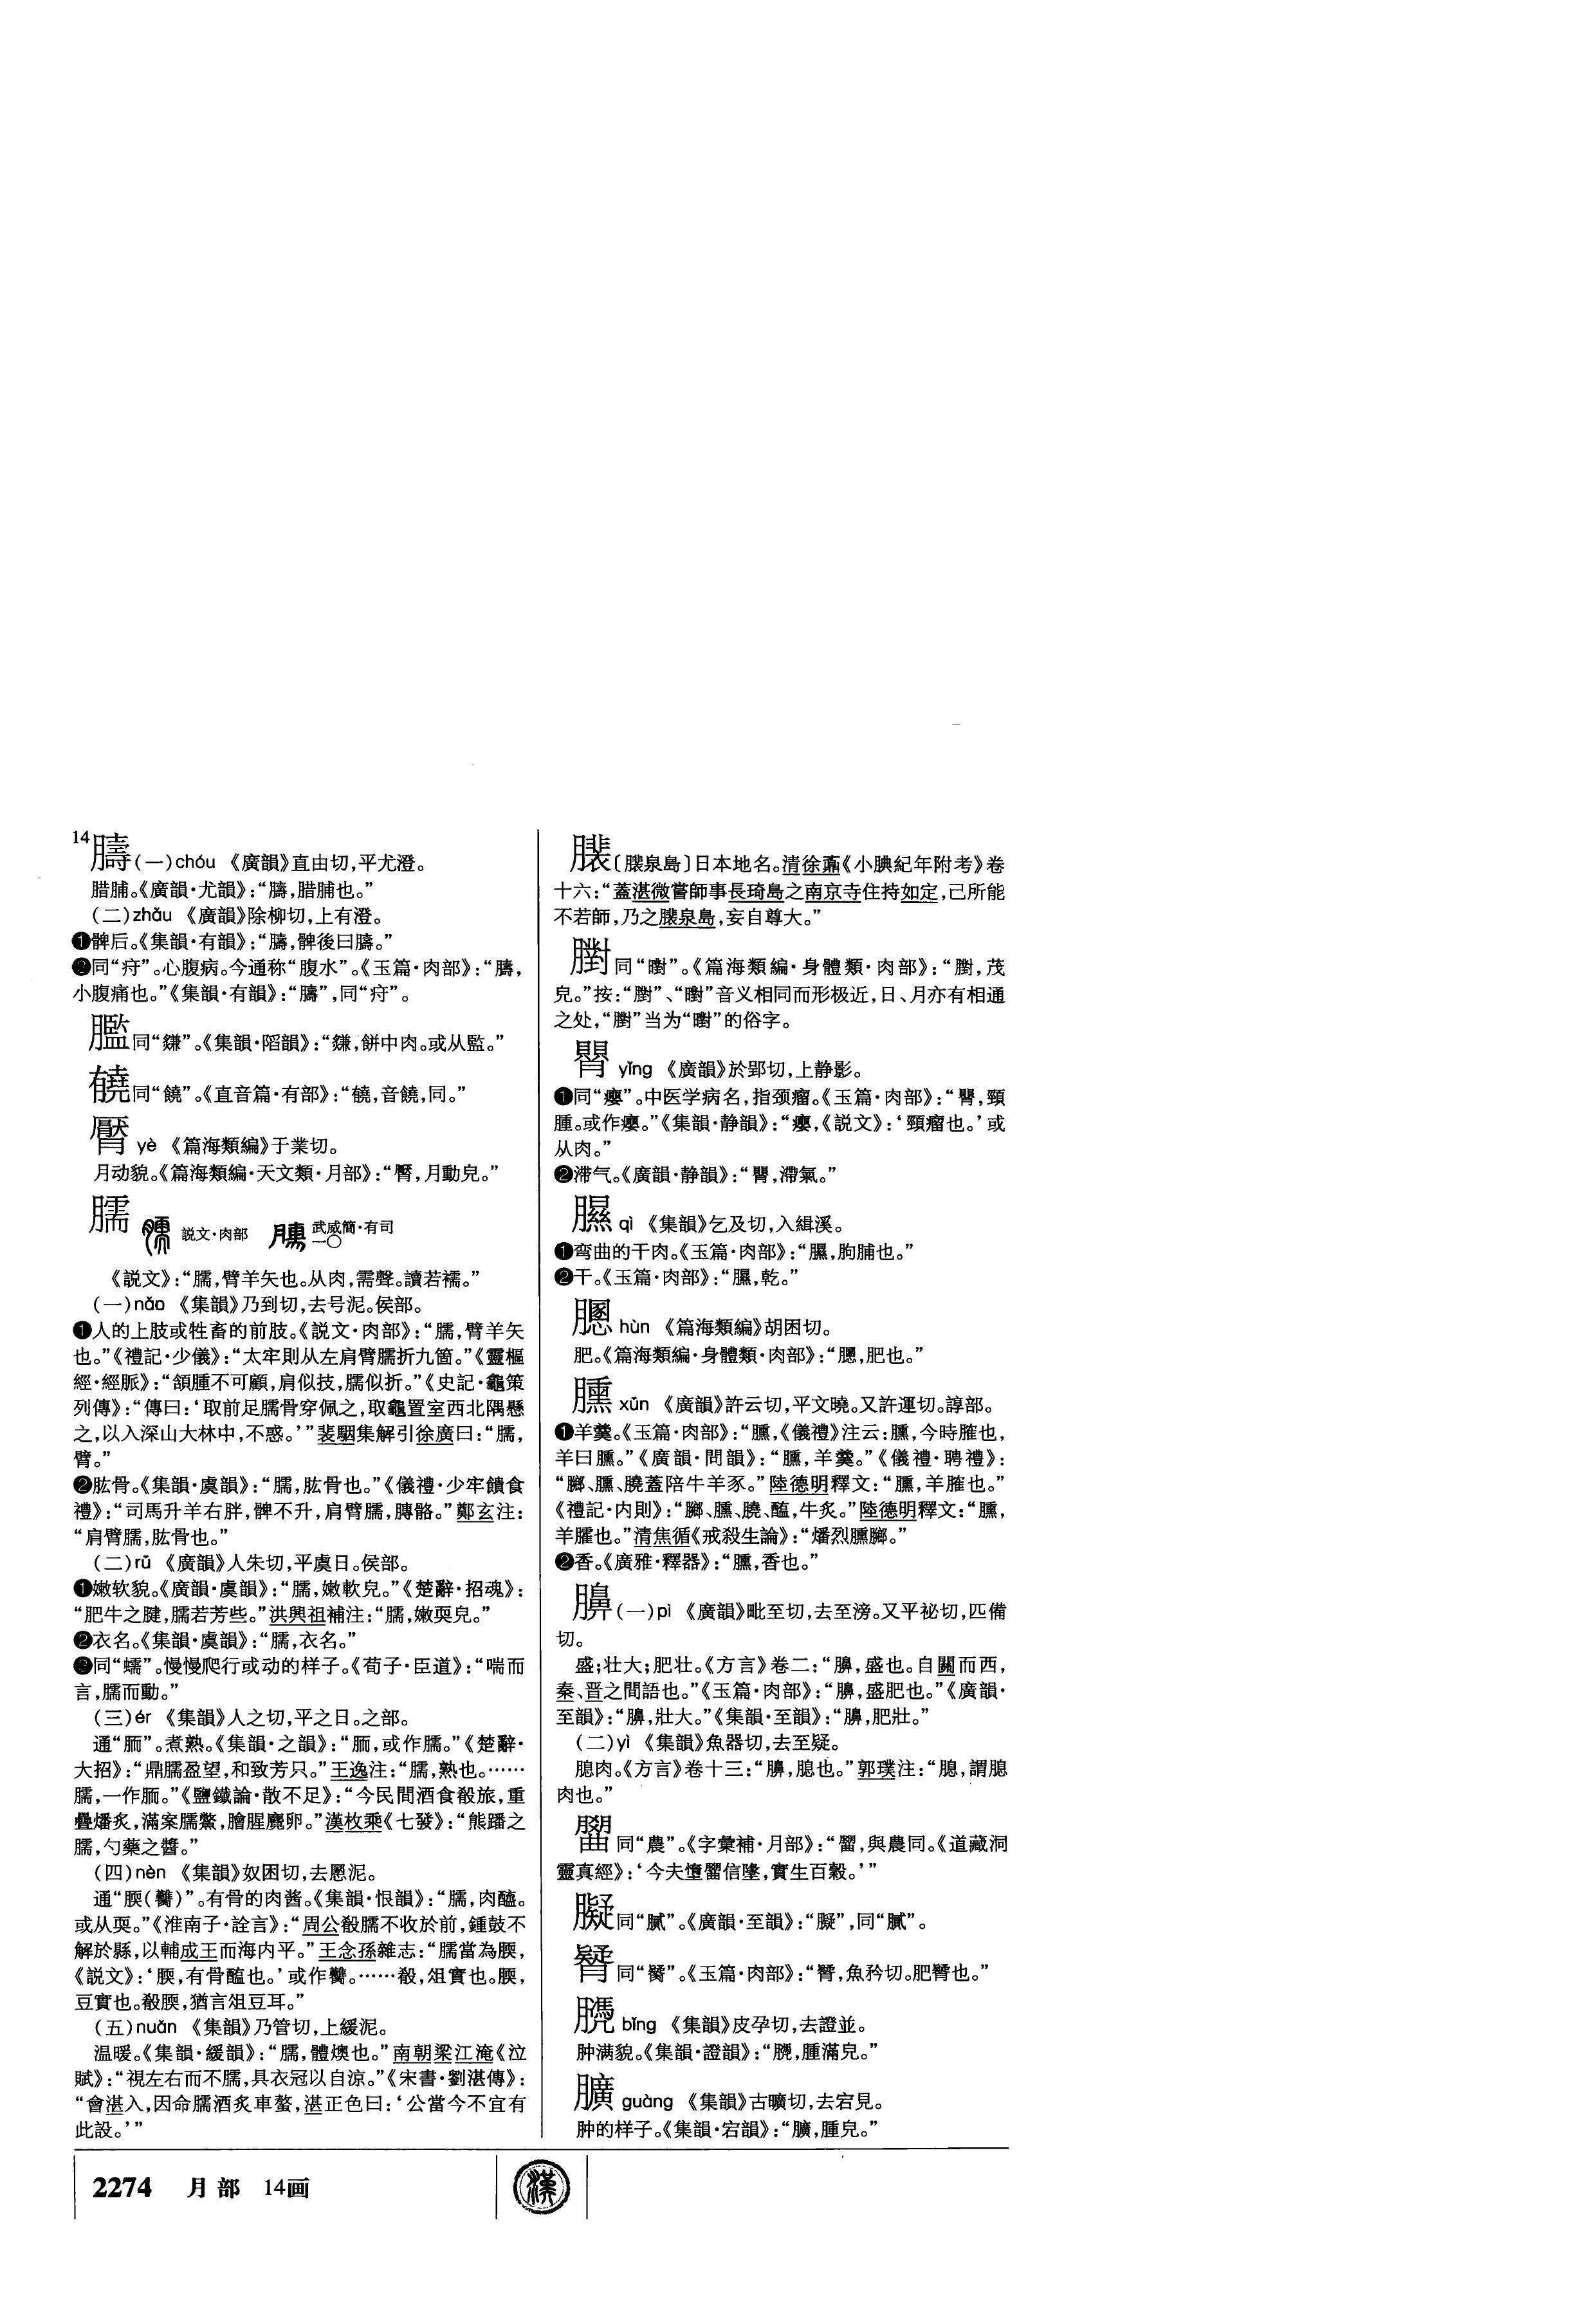 14
臅(一)chóu 《廣韻》直由切,平尤澄。
腊脯。《廣韻·尤韻》:“,腊脯也。”
(二)zhǒu 《廣韻》除柳切,上有澄。
❶髀后。《集韻·有韻》:“,髀後曰。”
❷同“疛”。心腹病。今通称“腹水”。《玉篇·肉部》:“,
小腹痛也。”《集韻·有韻》:“”,同“疛”。
同“䭑”。《集韻·陷韻》:“,餅中肉。或从監。”
同“饒”。《直音篇·有部》:“,音饒,同。”
yè 《篇海類編》于業切。
月动貌。《篇海類編·天文類·月部》:“,月動皃。”
臑
説文·肉部
武威簡·有司
一〇
《説文》:“臑,臂羊矢也。从肉,需聲。讀若襦。”
(一)nào 《集韻》乃到切,去号泥。侯部。
❶人的上肢或牲畜的前肢。《説文·肉部》:“臑,臂羊矢
也。”《禮記·少儀》:“太牢則从左肩臂臑折九箇。”《靈樞
經·經脈》:“頷腫不可顧,肩似技,臑似折。”《史記·龜策
列傳》:“傳曰:‘取前足臑骨穿佩之,取龜置室西北隅懸
之,以入深山大林中,不惑。’”裴駰集解引徐廣曰:“臑,
臂。”
❷肱骨。《集韻·虞韻》:“臑,肱骨也。”《儀禮·少牢饋食
禮》:“司馬升羊右胖,髀不升,肩臂臑,膊骼。”鄭玄注:
“肩臂臑,肱骨也。”
(二)rú 《廣韻》人朱切,平虞日。侯部。
❶嫩软貌。《廣韻·虞韻》:“臑,嫩軟皃。”《楚辭·招魂》:
“肥牛之腱,臑若芳些。”洪興祖補注:“臑,嫩耎皃。”
❷衣名。《集韻·虞韻》:“臑,衣名。”
❸同“蠕”。慢慢爬行或动的样子。《荀子·臣道》:“喘而
言,臑而動。”
(三)ér 《集韻》人之切,平之日。之部。
通“胹”。煮熟。《集韻·之韻》:“胹,或作臑。”《楚辭·
大招》:“鼎臑盈望,和致芳只。”王逸注:“臑,熟也。……
臑,一作胹。”《鹽鐵論·散不足》:“今民間酒食殽旅,重
疊燔炙,滿案臑鱉,膾腥麑卵。”漢枚乘《七發》:“熊蹯之
臑,勺藥之醬。”
(四)nèn 《集韻》奴困切,去慁泥。
通“腝()”。有骨的肉酱。《集韻·恨韻》:“臑,肉醢。
或从耎。”《淮南子·詮言》:“周公殽臑不收於前,鍾鼓不
解於縣,以輔成王而海内平。”王念孫雜志:“臑當為腝,
《説文》:‘腝,有骨醢也。’或作。……殽,俎實也。腝,
豆實也。殽腝,猶言俎豆耳。”
(五)nuǎn 《集韻》乃管切,上緩泥。
温暖。《集韻·緩韻》:“臑,體燠也。”南朝梁江淹《泣
賦》:“視左右而不臑,具衣冠以自凉。”《宋書·劉湛傳》:
“會湛入,因命臑酒炙車螯,湛正色曰:‘公當今不宜有
此設。’”
〔泉島〕日本地名。清徐鼒《小腆紀年附考》卷
十六:“蓋湛微嘗師事長琦島之南京寺住持如定,己所能
不若師,乃之泉島,妄自尊大。”
同“㬣”。《篇海類編·身體類·肉部》:“,茂
皃。”按:“”、“”音义相同而形极近,日、月亦有相通
之处,“”当为“”的俗字。
yǐng 《廣韻》於郢切,上静影。
❶同“癭”。中医学病名,指颈瘤。《玉篇·肉部》:“,頸
腫。或作癭。”《集韻·静韻》:“癭,《説文》:‘頸瘤也。’或
从肉。”
❷滞气。《廣韻·静韻》:“,滯氣。”
qì 《集韻》乞及切,入緝溪。
❶弯曲的干肉。《玉篇·肉部》:“,朐脯也。”
❷干。《玉篇·肉部》:“,乾。”
hùn 《篇海類編》胡困切。
肥。《篇海類編·身體類·肉部》:“,肥也。”
臐 xūn 《廣韻》許云切,平文曉。又許運切。諄部。
❶羊羹。《玉篇·肉部》:“臐,《儀禮》注云:臐,今時臛也,
羊曰臐。”《廣韻·問韻》:“臐,羊羹。”《儀禮·聘禮》:
“膷、臐、膮蓋陪牛羊豕。”陸德明釋文:“臐,羊臛也。”
《禮記·内則》:“膷、臐、膮、醢,牛炙。”陸德明釋文:“臐,
羊臛也。”清焦循《戒殺生論》:“燔烈臐膷。”
❷香。《廣雅·釋器》:“臐,香也。”
(一)pì 《廣韻》毗至切,去至滂。又平祕切,匹備
切。
盛;壮大;肥壮。《方言》卷二:“,盛也。自關而西,
秦、晋之間語也。”《玉篇·肉部》:“,盛肥也。”《廣韻·
至韻》:“,壯大。”《集韻·至韻》:“,肥壯。”
(二)yì 《集韻》魚器切,去至疑。
臆肉。《方言》卷十三:“,臆也。”郭璞注:“臆,謂臆
肉也。”
同“農”。《字彙補·月部》:“,與農同。《道藏洞
靈真經》:‘今夫信,實生百穀。’”
同“膩”。《廣韻·至韻》:“”,同“膩”。
同“”。《玉篇·肉部》:“,魚矜切。肥也。”
bǐng 《集韻》皮孕切,去證並。
肿满貌。《集韻·證韻》:“,腫滿皃。”
guàng 《集韻》古曠切,去宕見。
肿的样子。《集韻·宕韻》:“,腫皃。”
2274 月部 14画
漢